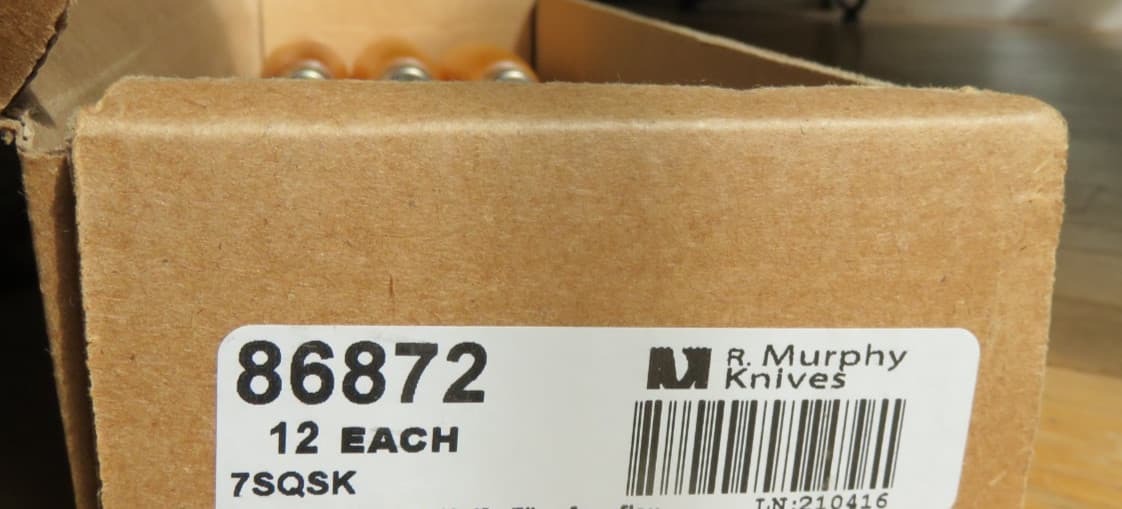 86872
R. Murphy
Knives
12 EACH
7SQSK
LN:210416